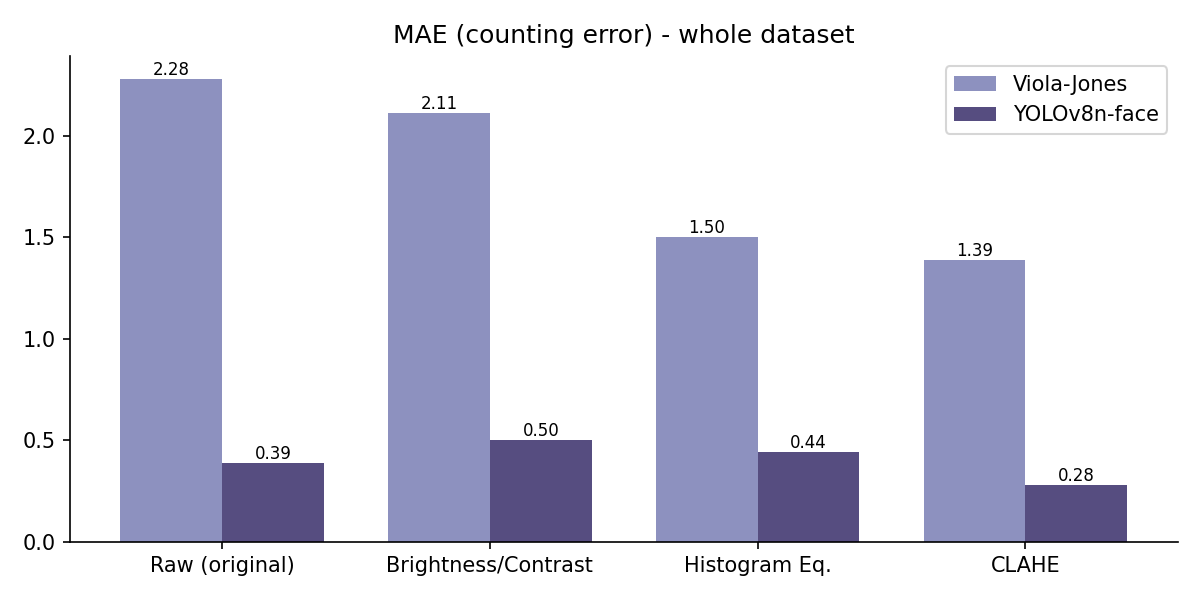 MAE (counting error) - whole dataset
Viola-Jones
YOLOv8n-face
2.28
2.11
1.50
1.39
0.39
0.50
0.44
0.28
2.0
1.5
1.0
0.5
0.0
Raw (original)
Brightness/Contrast
Histogram Eq.
CLAHE